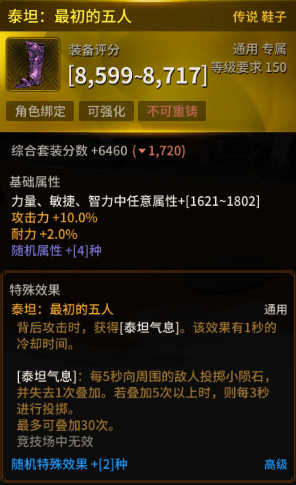 泰坦：最初的五人 传说 鞋子
装备评分 通用 专属
[8,599~8,717] 等级要求 150
角色绑定 可强化 不可重铸
综合套装分数 +6460 (▼1,720)
基础属性
力量、敏捷、智力中任意属性+[1621~1802]
攻击力 +10.0%
耐力 +2.0%
随机属性 +[4]种
特殊效果
泰坦：最初的五人 通用
背后攻击时，获得[泰坦气息]。该效果有1秒的
冷却时间。
[泰坦气息]：每5秒向周围的敌人投掷小陨石，
并失去1次叠加。若叠加5次以上时，则每3秒
进行投掷。
最多可叠加30次。
竞技场中无效
随机特殊效果 +[2]种 高级